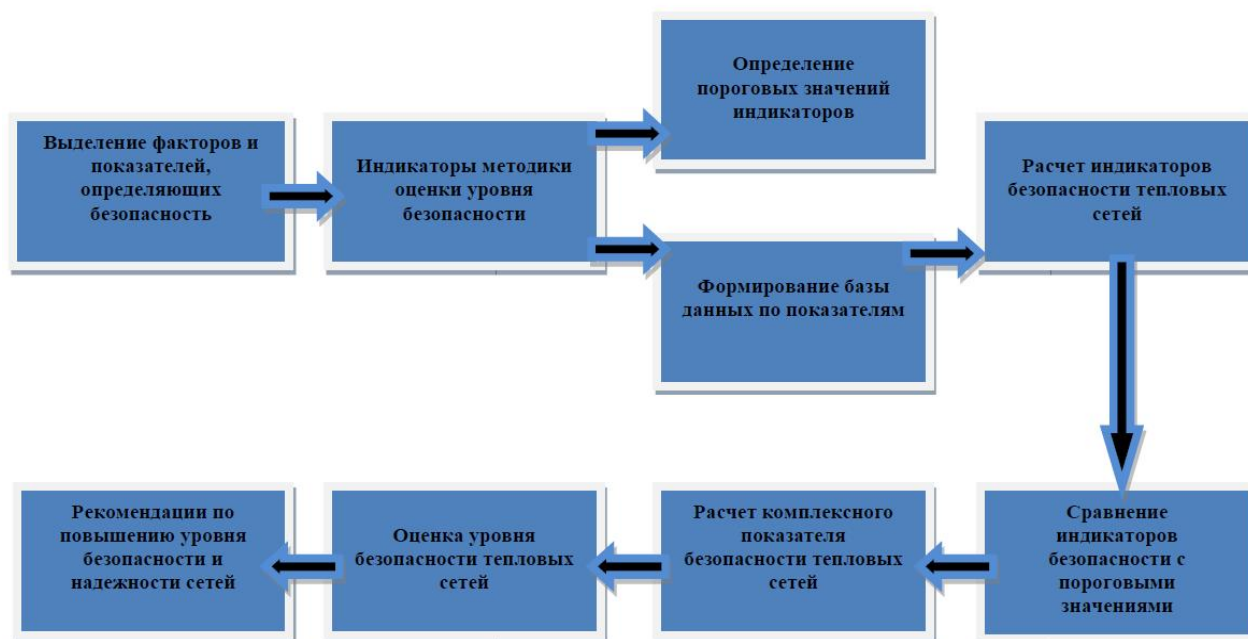 Выделение факторов и
показателей,
определяющих
безопасность
Индикаторы методики
оценки уровня
безопасности
Определение
пороговых значений
индикаторов
Формирование базы
данных по показателям
Расчет индикаторов
безопасности тепловых
сетей
Сравнение
индикаторов
безопасности с
пороговыми
значениями
Расчет комплексного
показателя
безопасности тепловых
сетей
Оценка уровня
безопасности тепловых
сетей
Рекомендации по
повышению уровня
безопасности и
надежности сетей